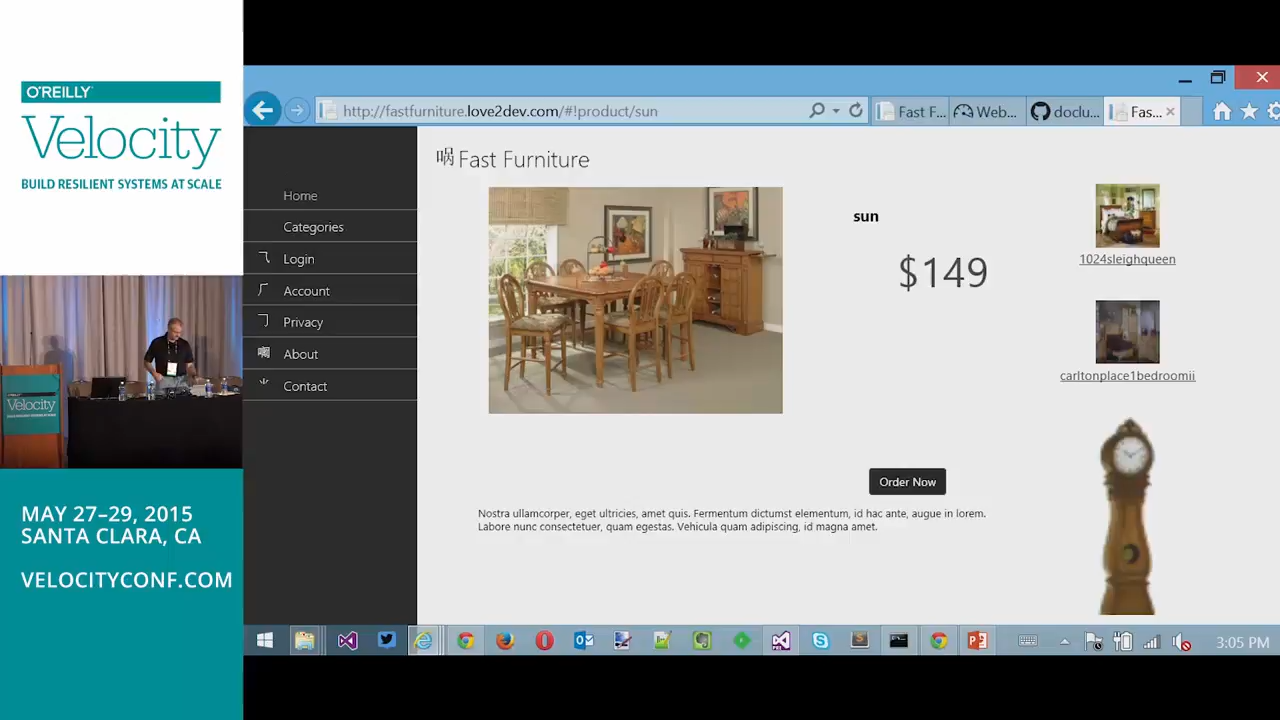 O'REILLY
Velocity
BUILD RESILIENT SYSTEMS AT SCALE
Velocity
MAY 27–29, 2015
SANTA CLARA, CA
VELOCITYCONF.COM
http://fastfurniture.love2dev.com/#!product/sun
Fast F...
Web...
doclu...
Fas...
Home
Categories
Login
Account
Privacy
About
Contact
Fast Furniture
sun
$149
Order Now
Nostra ullamcorper, eget ultricies, amet quis. Fermentum dictumst elementum, id hac ante, augue in lorem.
Labore nunc consectetuer, quam egestas. Vehicula quam adipiscing, id magna amet.
1024sleighqueen
carltonplace1bedroomii
3:05 PM